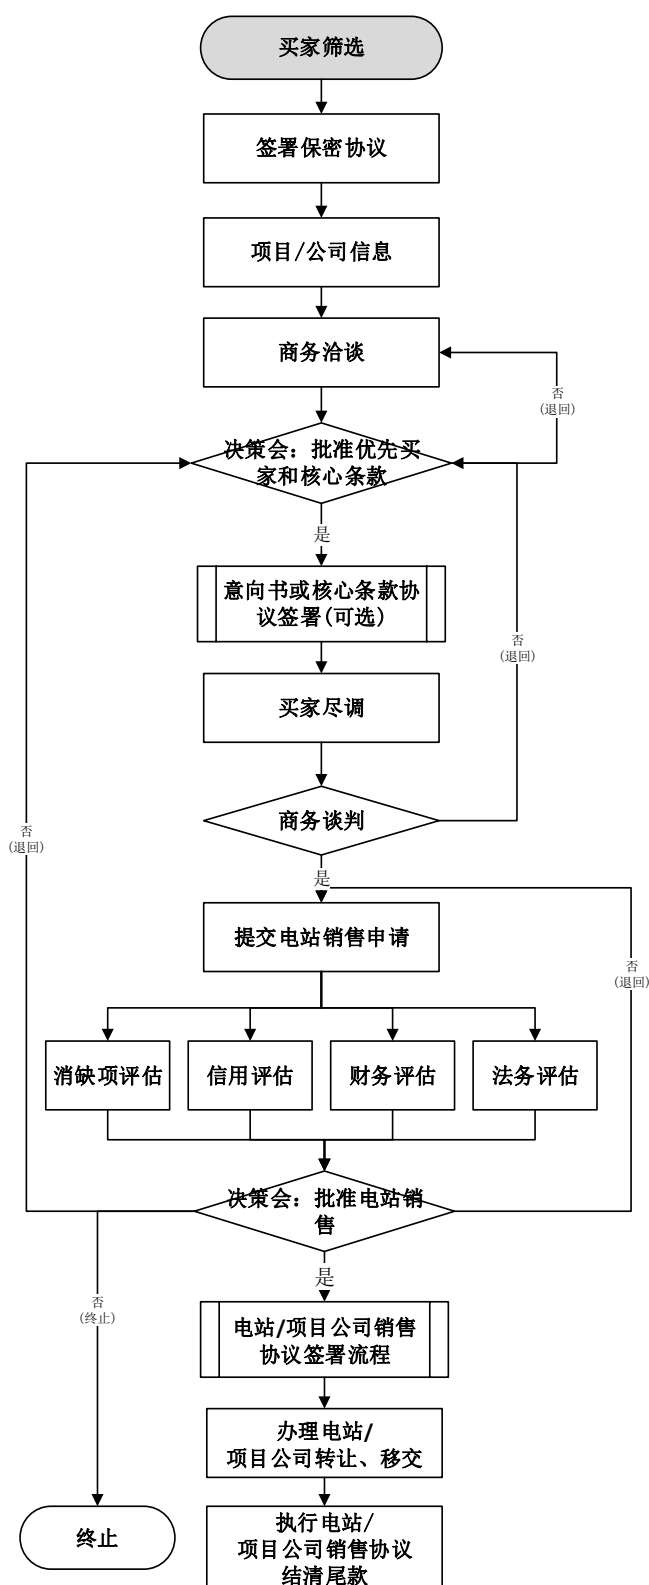 买家筛选
签署保密协议
项目/公司信息
商务洽谈
否
(退回)
决策会：批准优先买
家和核心条款
是
意向书或核心条款协
议签署(可选)
否
(退回)
买家尽调
商务谈判
否
(退回)
是
提交电站销售申请
否
(退回)
消缺项评估
信用评估
财务评估
法务评估
决策会：批准电站销
售
是
否
(终止)
电站/项目公司销售
协议签署流程
办理电站/
项目公司转让、移交
终止
执行电站/
项目公司销售协议
结清尾款